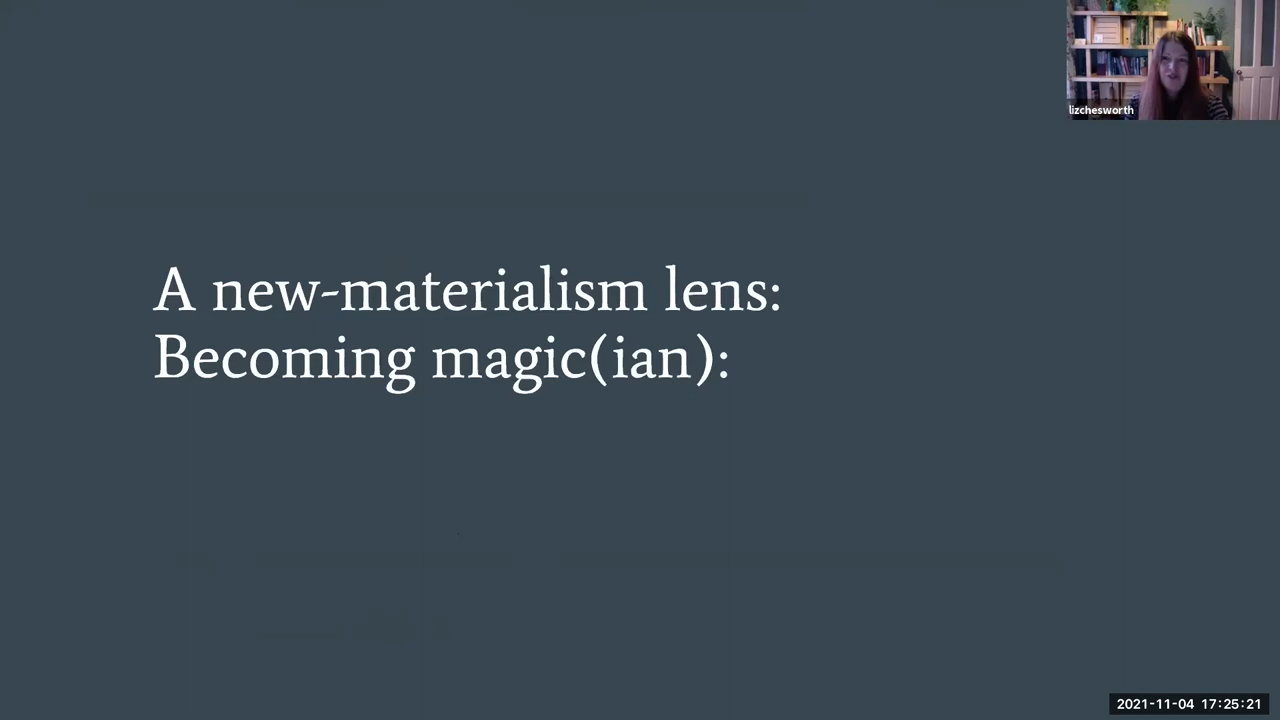 lizchesworth
A new-materialism lens:
Becoming magic(ian):
2021-11-04 17:25:21